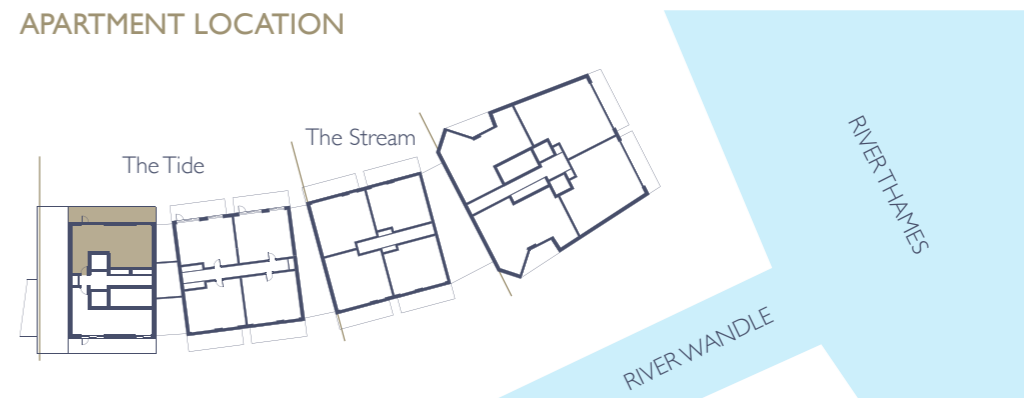 APARTMENT LOCATION
The Stream
The Tide
RIVER THAMES
RIVER WANDLE